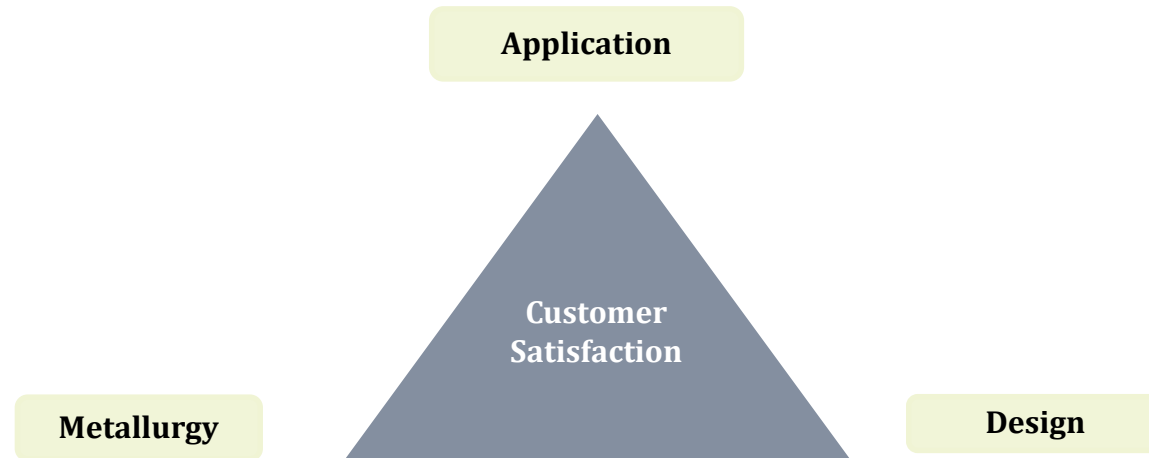 Application
Customer
Satisfaction
Metallurgy
Design